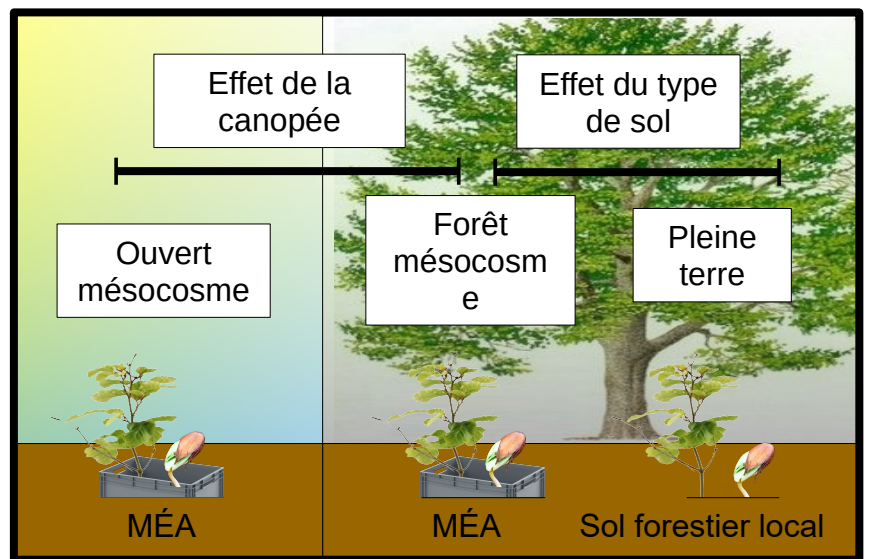 Effet de la
canopée
Effet du type
de sol
Ouvert
mésocosme
Forêt
mésocosm
e
Pleine
terre
MÉA
MÉA
Sol forestier local